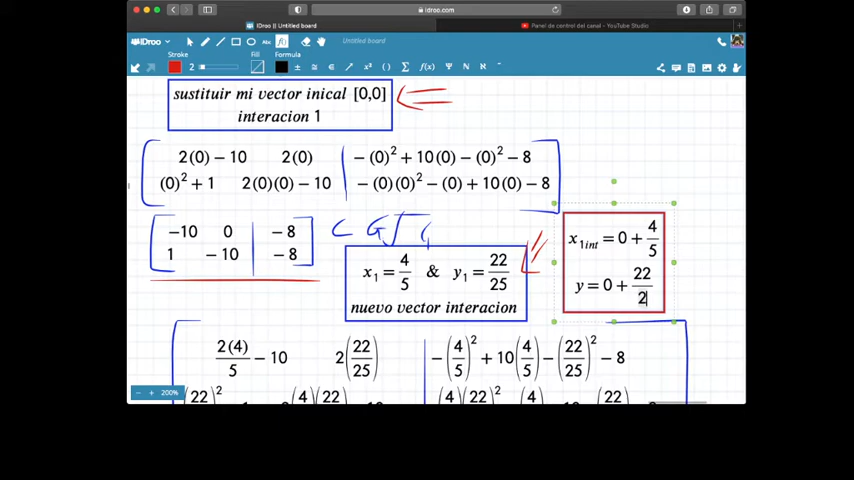 idroo.com
IDroo || Untitled board
Panel de control del canal - YouTube Studio
IDroo
Abc
f()
Untitled board
Stroke
Fill
Formula
2
± ≅ ∈ ↗ x³ () ∑ f(x) Ψ ℕ ℵ
sustituir mi vector inical [0,0]
interacion 1
2(0) − 10 2(0) | − (0)² + 10(0) − (0)² − 8
(0)² + 1 2(0)(0) − 10 | − (0)(0)² − (0) + 10(0) − 8
−10 0 | − 8
1 − 10 | − 8
x₁ = 4/5 & y₁ = 22/25
nuevo vector interacion
x₁ᵢₙₜ = 0 + 4/5
y = 0 + 22/2
2(4)/5 − 10 2(22/25) | −(4/5)² + 10(4/5) − (22/25)² − 8
200%